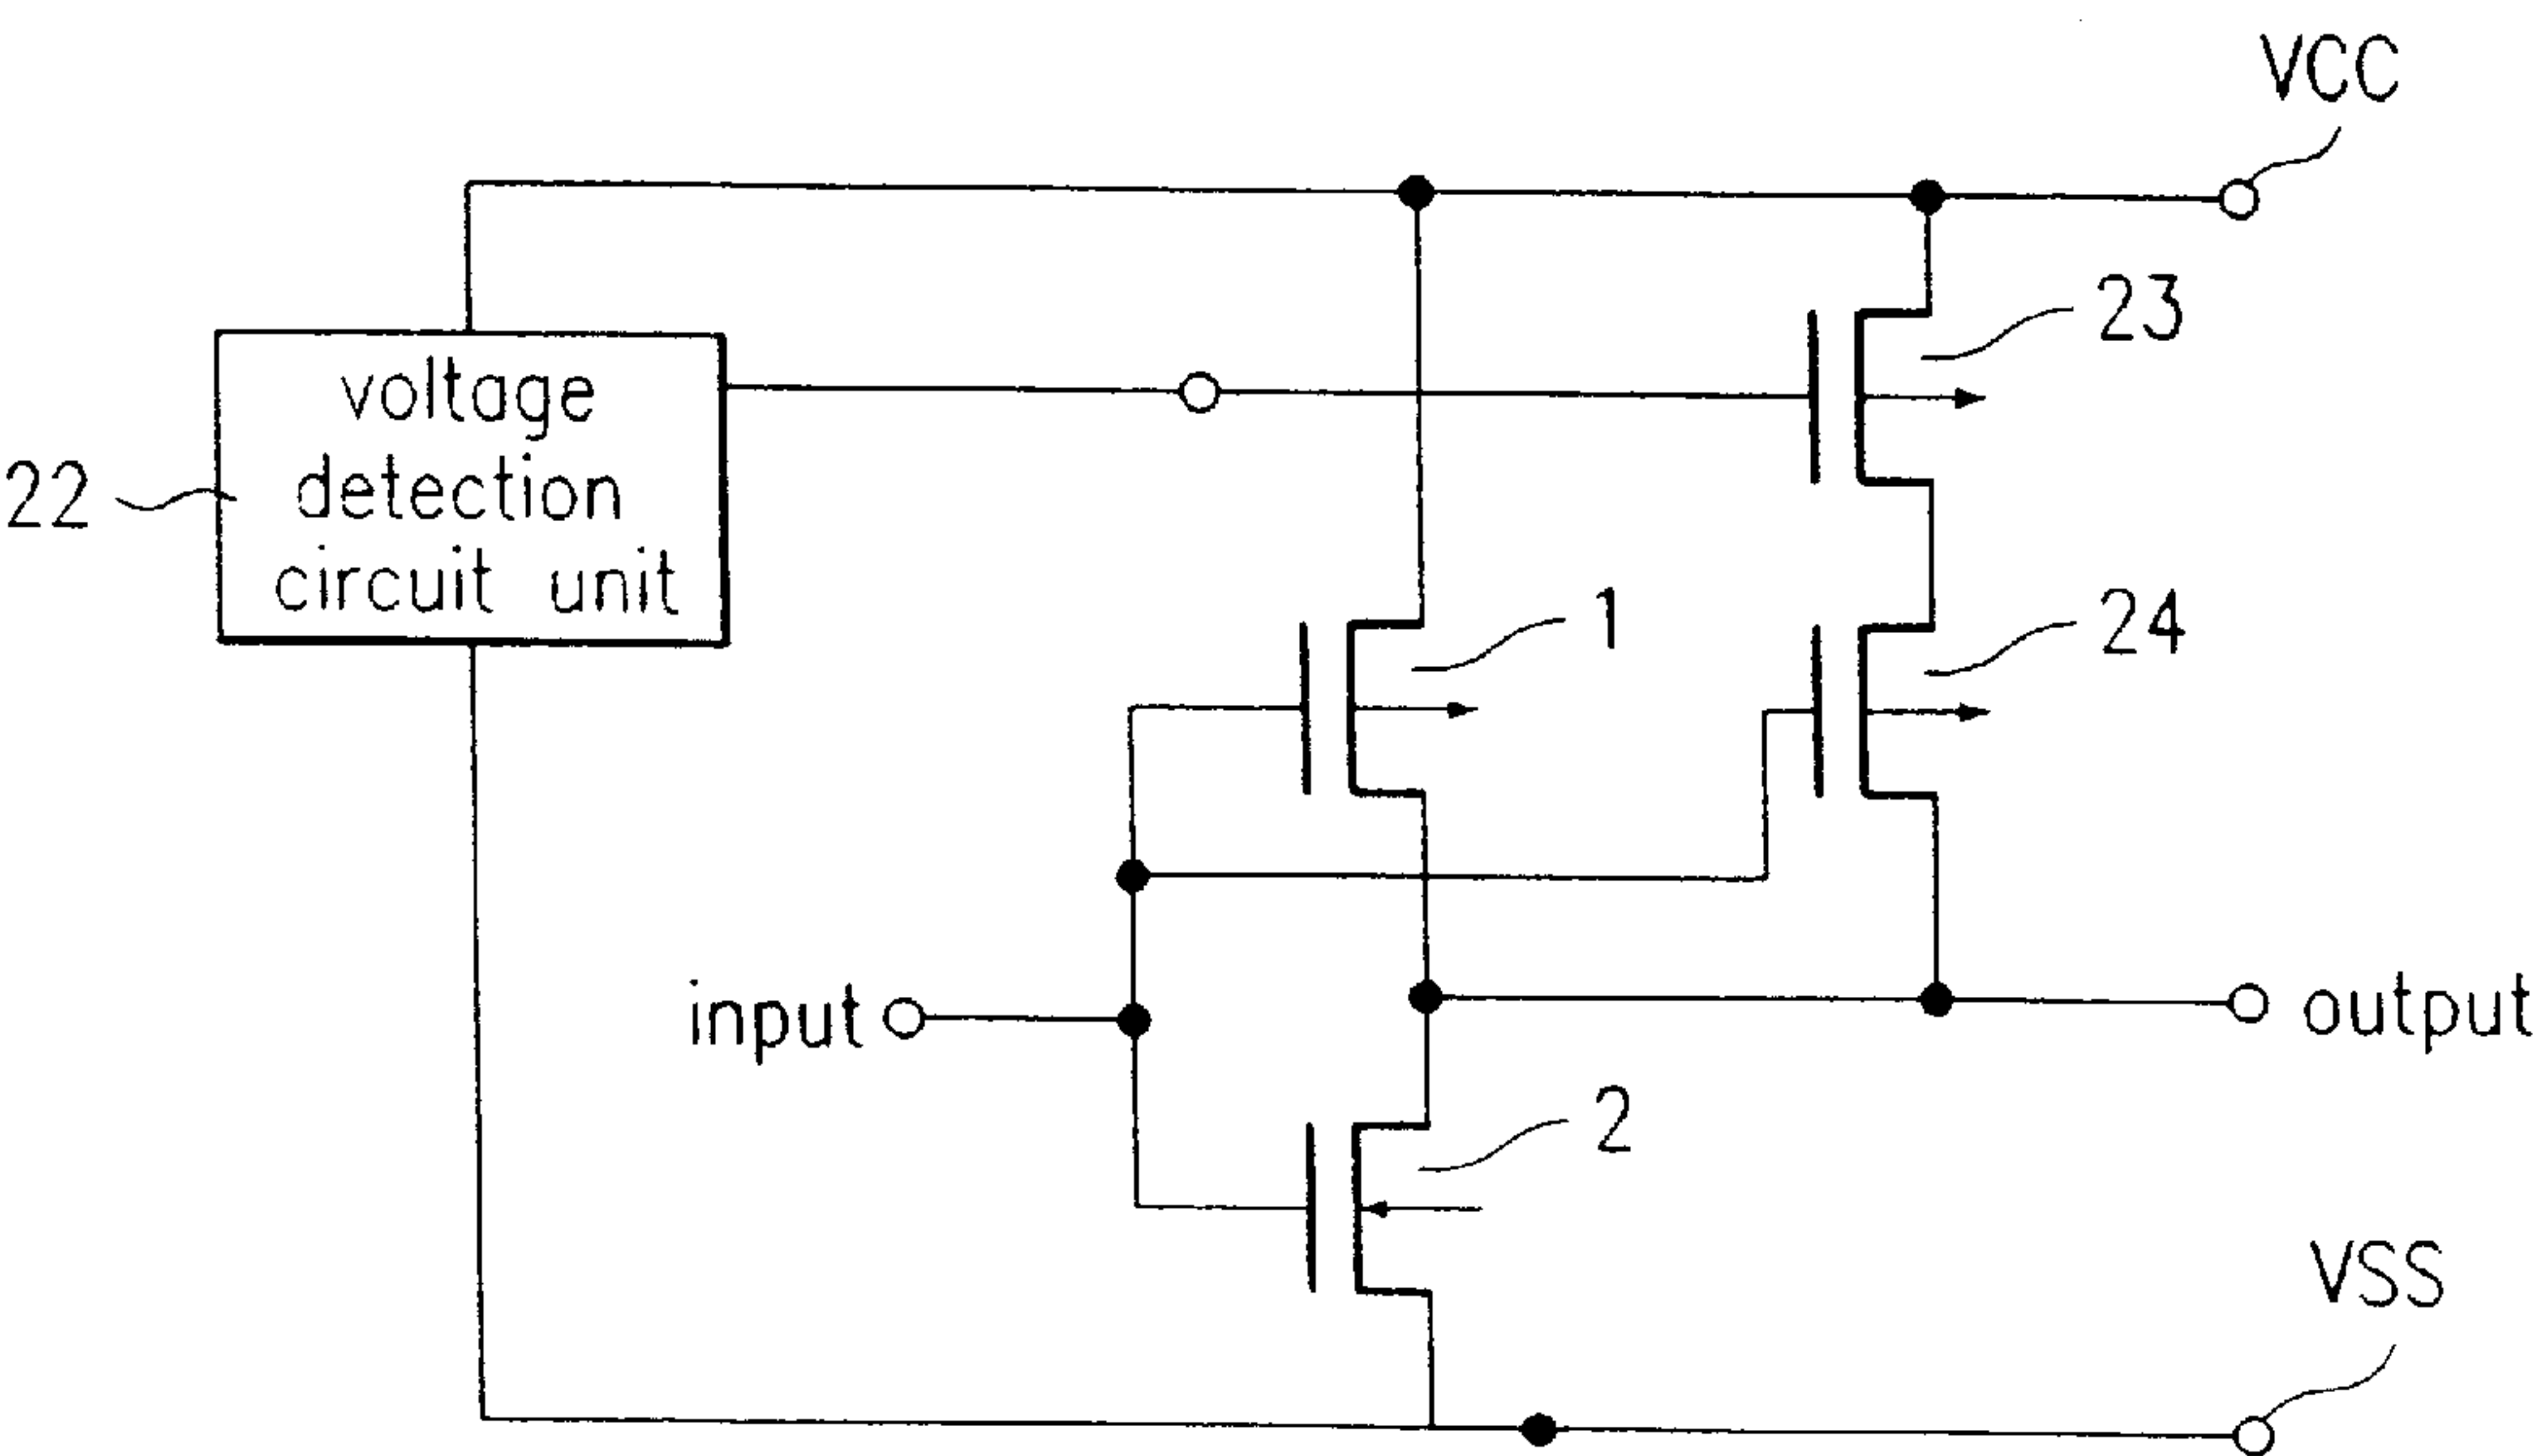 VCC
23
voltage
detection
circuit unit
22
1
24
input
output
2
VSS